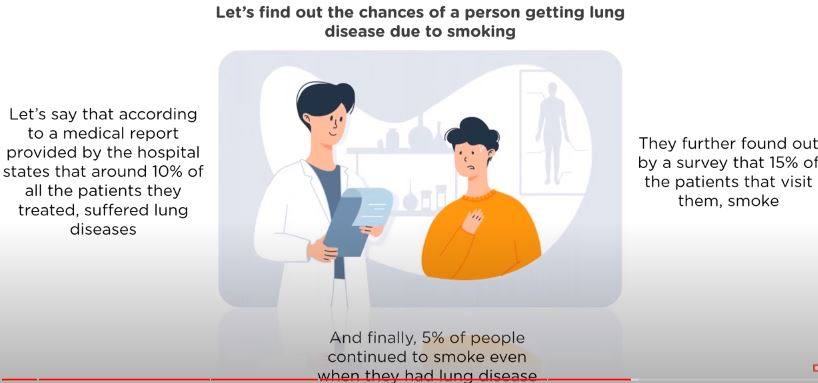 Let's find out the chances of a person getting lung
disease due to smoking
Let's say that according
to a medical report
provided by the hospital
states that around 10% of
all the patients they
treated, suffered lung
diseases
They further found out
by a survey that 15% of
the patients that visit
them, smoke
And finally, 5% of people
continued to smoke even
when they had lung disease